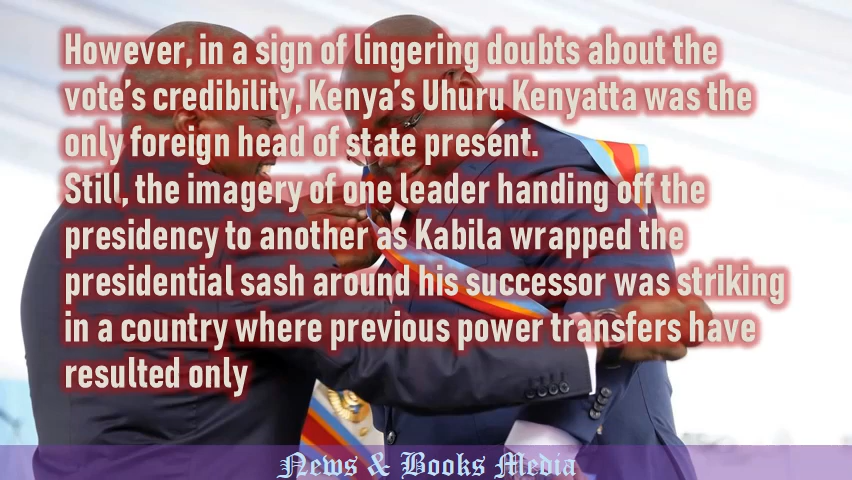 However, in a sign of lingering doubts about the
vote’s credibility, Kenya’s Uhuru Kenyatta was the
only foreign head of state present.
Still, the imagery of one leader handing off the
presidency to another as Kabila wrapped the
presidential sash around his successor was striking
in a country where previous power transfers have
resulted only
News & Books Media